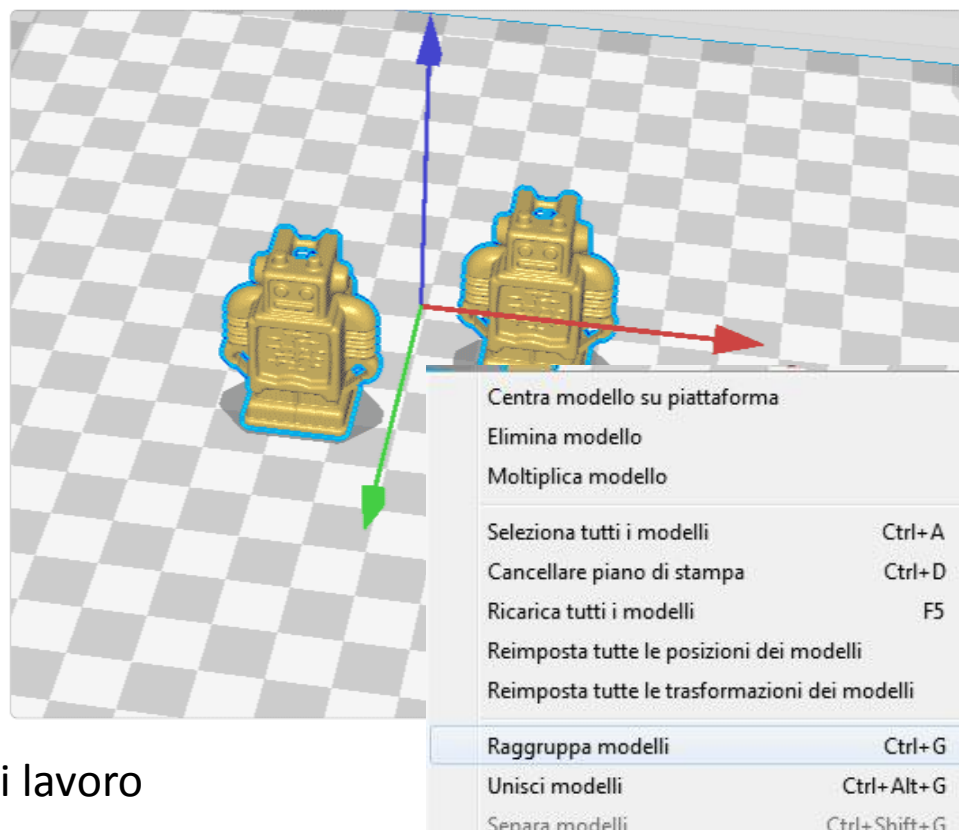 Centra modello su piattaforma
Elimina modello
Moltiplica modello
Seleziona tutti i modelli Ctrl+A
Cancellare piano di stampa Ctrl+D
Ricarica tutti i modelli F5
Reimposta tutte le posizioni dei modelli
Reimposta tutte le trasformazioni dei modelli
Raggruppa modelli Ctrl+G
Unisci modelli Ctrl+Alt+G
Separa modelli Ctrl+Shift+G
i lavoro